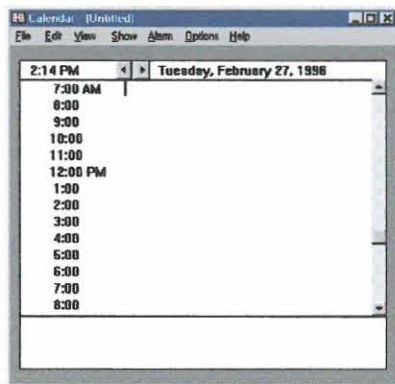 Calendar - (Untitled)
File Edit View Show Alarm Options Help
2:14 PM Tuesday, February 27, 1996
7:00 AM
8:00
9:00
10:00
11:00
12:00 PM
1:00
2:00
3:00
4:00
5:00
6:00
7:00
8:00